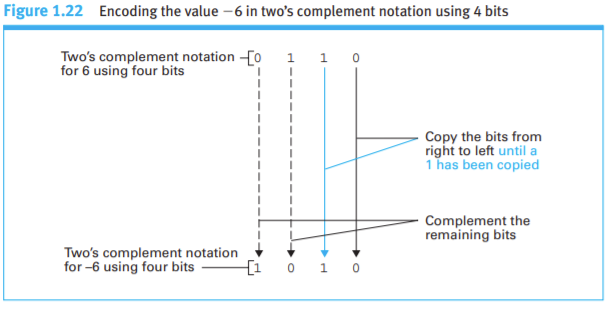 Figure 1.22 Encoding the value −6 in two's complement notation using 4 bits
Two's complement notation
for 6 using four bits
0 1 1 0
Copy the bits from
right to left until a
1 has been copied
Complement the
remaining bits
Two's complement notation
for –6 using four bits
1 0 1 0